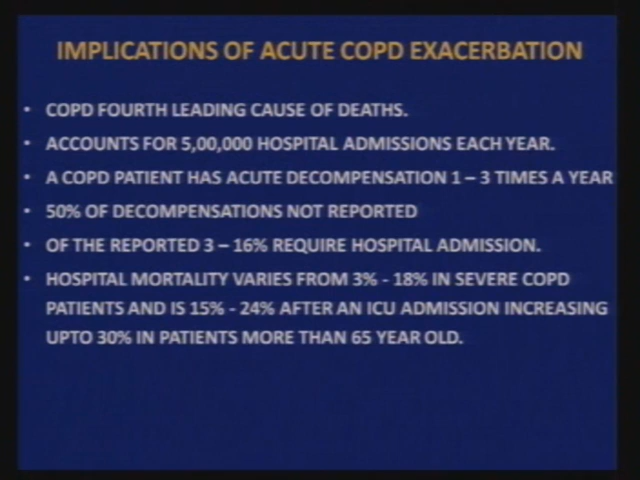 IMPLICATIONS OF ACUTE COPD EXACERBATION
• COPD FOURTH LEADING CAUSE OF DEATHS.
• ACCOUNTS FOR 5,00,000 HOSPITAL ADMISSIONS EACH YEAR.
• A COPD PATIENT HAS ACUTE DECOMPENSATION 1 – 3 TIMES A YEAR
• 50% OF DECOMPENSATIONS NOT REPORTED
• OF THE REPORTED 3 – 16% REQUIRE HOSPITAL ADMISSION.
• HOSPITAL MORTALITY VARIES FROM 3% - 18% IN SEVERE COPD
PATIENTS AND IS 15% - 24% AFTER AN ICU ADMISSION INCREASING
UPTO 30% IN PATIENTS MORE THAN 65 YEAR OLD.